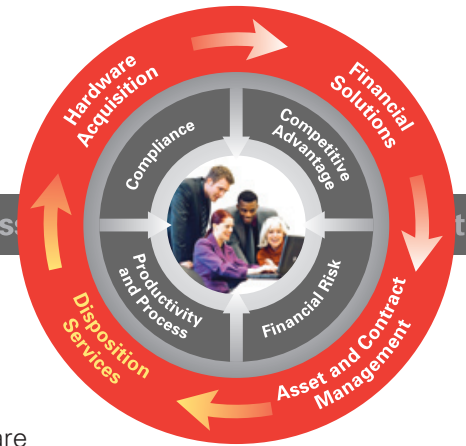 Hardware
Acquisition
Financial
Solutions
Compliance
Competitive
Advantage
Productivity
and Process
Financial Risk
Disposition
Services
Asset and Contract
Management